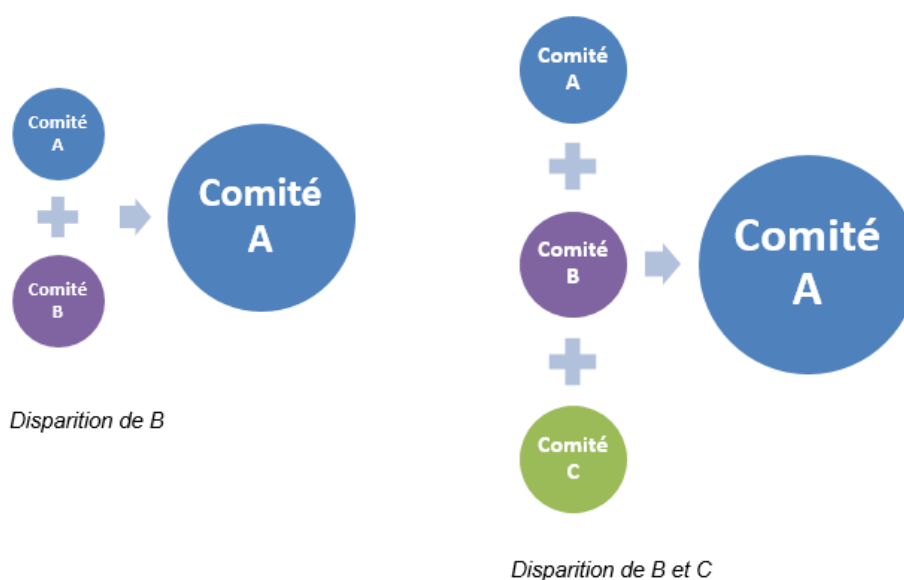 Comité
A
Comité
B
Comité
A
Disparition de B
Comité
A
Comité
B
Comité
C
Comité
A
Disparition de B et C